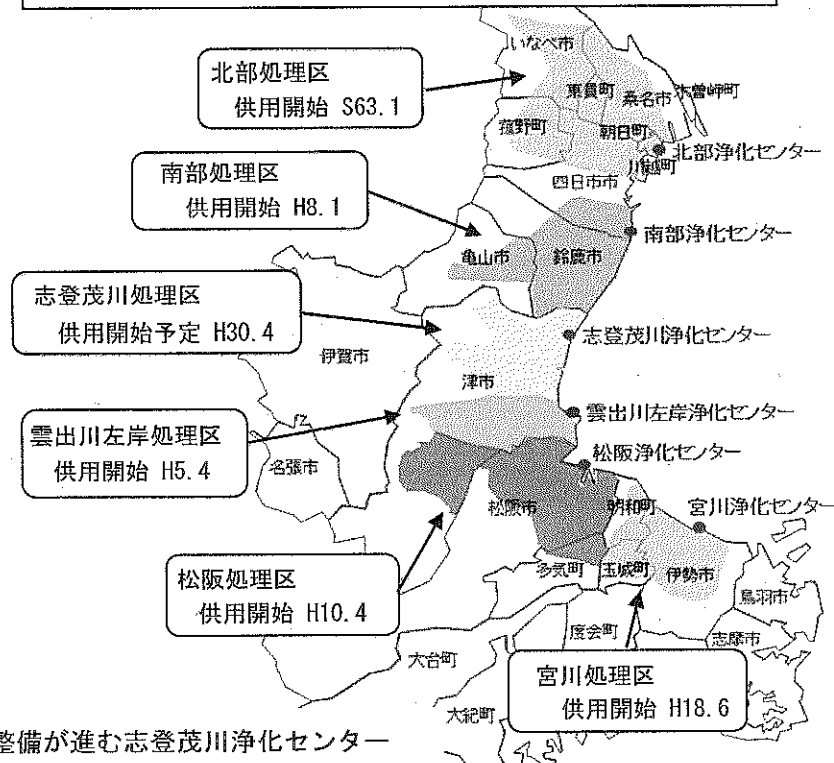 いなべ市
北部処理区
供用開始 S63.1
東員町
桑名市
木曽岬町
菰野町
朝日町
川越町
北部浄化センター
四日市市
南部処理区
供用開始 H8.1
南部浄化センター
亀山市
鈴鹿市
志登茂川処理区
供用開始予定 H30.4
志登茂川浄化センター
伊賀市
津市
雲出川左岸浄化センター
雲出川左岸処理区
供用開始 H5.4
松阪浄化センター
名張市
松阪市
明和町
宮川浄化センター
松阪処理区
供用開始 H10.4
多気町
玉城町
伊勢市
鳥羽市
度会町
志摩市
大台町
宮川処理区
供用開始 H18.6
大紀町
整備が進む志登茂川浄化センター